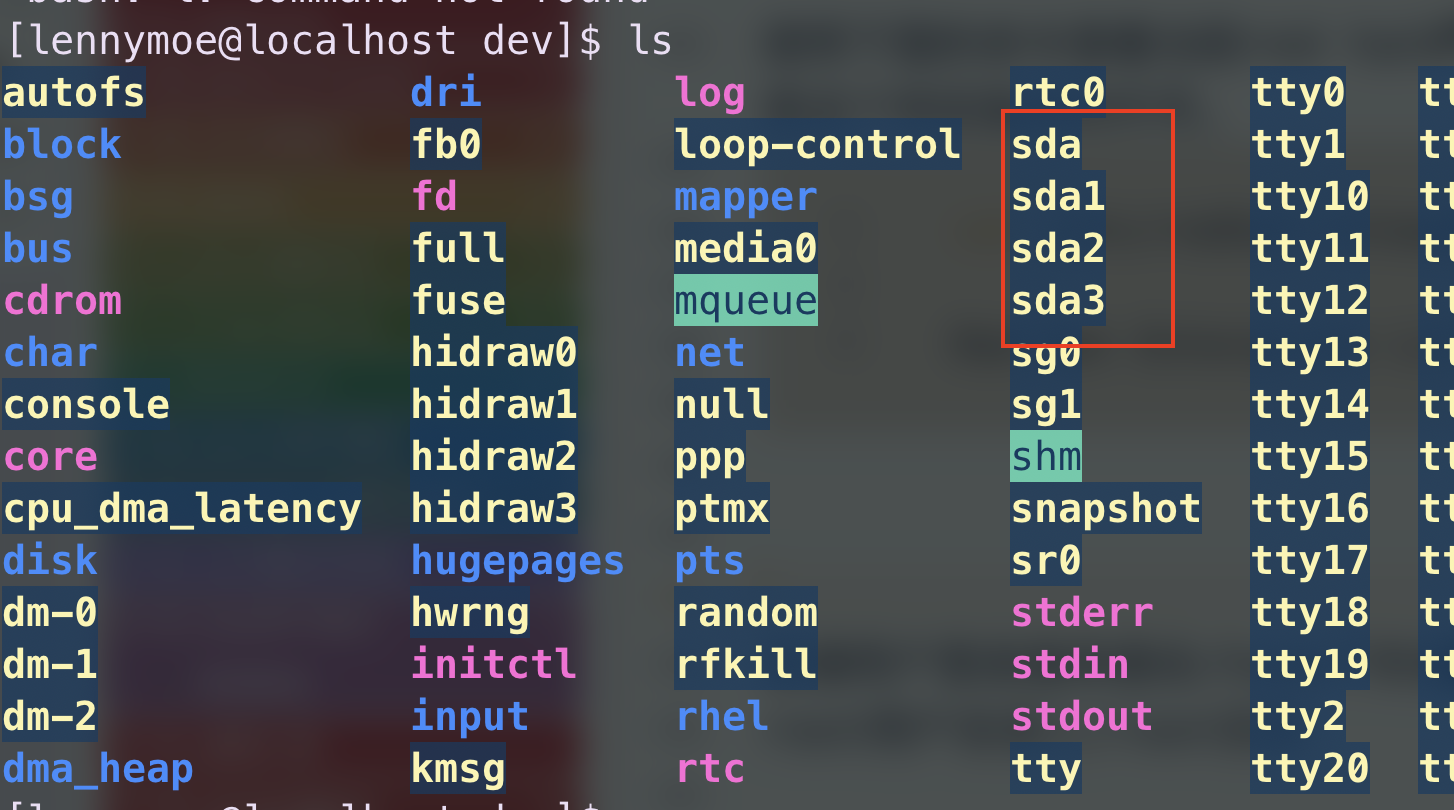 bash: l: command not found
[lennymoe@localhost dev]$ ls
autofs dri log rtc0 tty0
block fb0 loop-control sda tty1
bsg fd mapper sda1 tty10
bus full media0 sda2 tty11
cdrom fuse mqueue sda3 tty12
char hidraw0 net sg0 tty13
console hidraw1 null sg1 tty14
core hidraw2 ppp shm tty15
cpu_dma_latency hidraw3 ptmx snapshot tty16
disk hugepages pts sr0 tty17
dm-0 hwrng random stderr tty18
dm-1 initctl rfkill stdin tty19
dm-2 input rhel stdout tty2
dma_heap kmsg rtc tty tty20